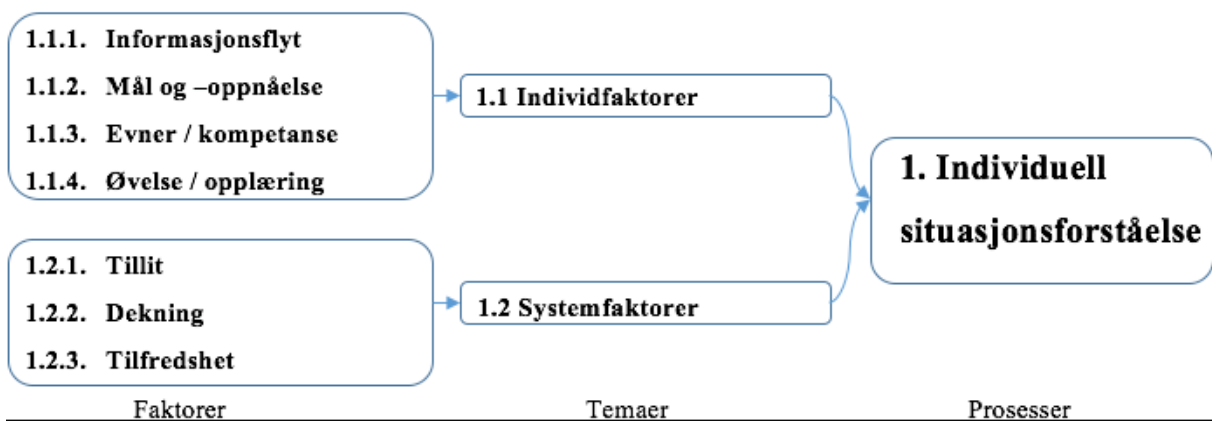 1.1.1. Informasjonsflyt
1.1.2. Mål og –oppnåelse
1.1.3. Evner / kompetanse
1.1.4. Øvelse / opplæring
1.1 Individfaktorer
1. Individuell
situasjonsforståelse
1.2.1. Tillit
1.2.2. Dekning
1.2.3. Tilfredshet
1.2 Systemfaktorer
Faktorer
Temaer
Prosesser